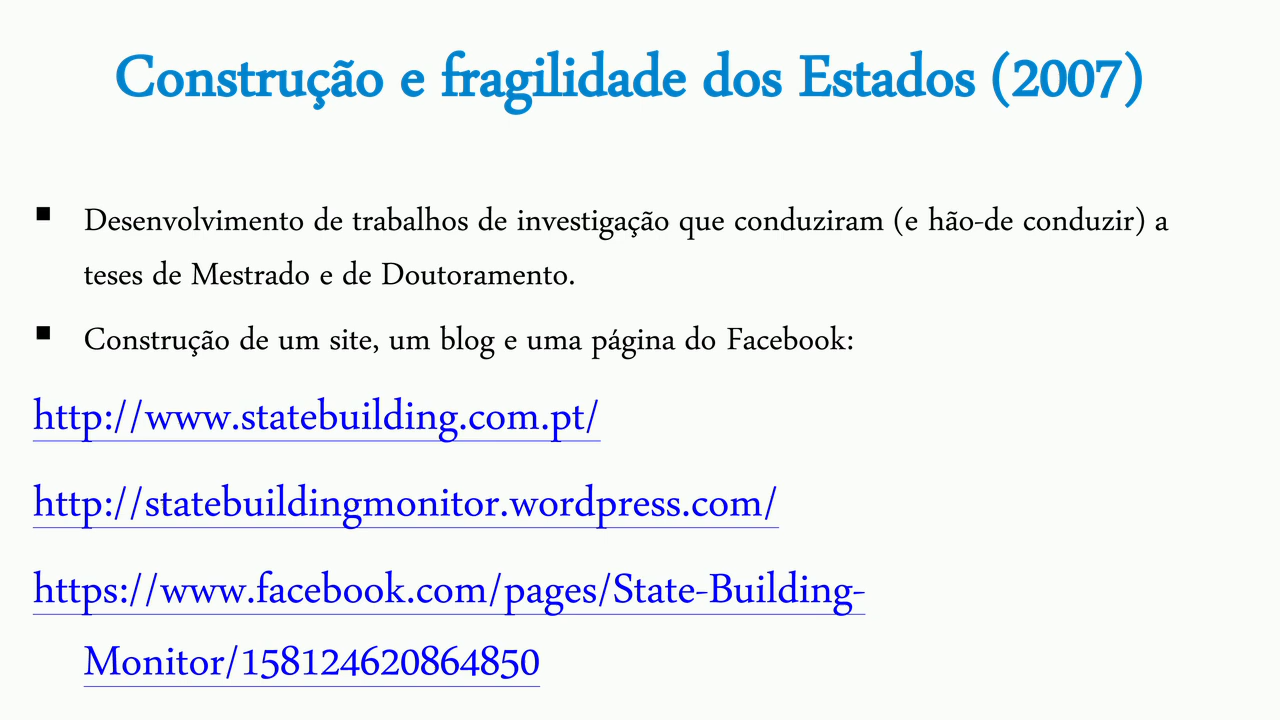 Construção e fragilidade dos Estados (2007)
▪ Desenvolvimento de trabalhos de investigação que conduziram (e hão-de conduzir) a
teses de Mestrado e de Doutoramento.
▪ Construção de um site, um blog e uma página do Facebook:
http://www.statebuilding.com.pt/
http://statebuildingmonitor.wordpress.com/
https://www.facebook.com/pages/State-Building-
Monitor/158124620864850